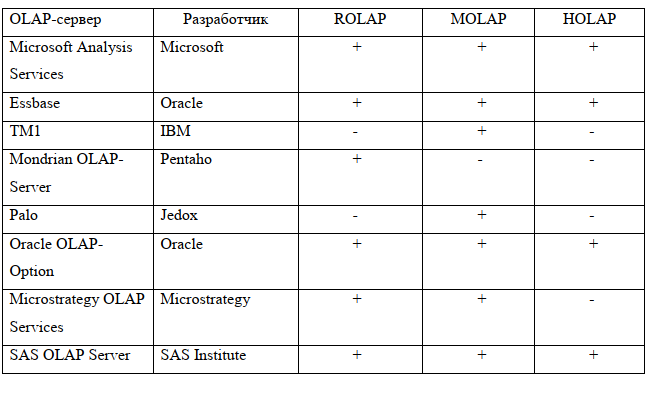 OLAP-сервер Разработчик ROLAP MOLAP HOLAP
Microsoft Analysis Microsoft + + +
Services
Essbase Oracle + + +
TM1 IBM - + -
Mondrian OLAP- Pentaho + - -
Server
Palo Jedox - + -
Oracle OLAP- Oracle + + +
Option
Microstrategy OLAP Microstrategy + + -
Services
SAS OLAP Server SAS Institute + + +